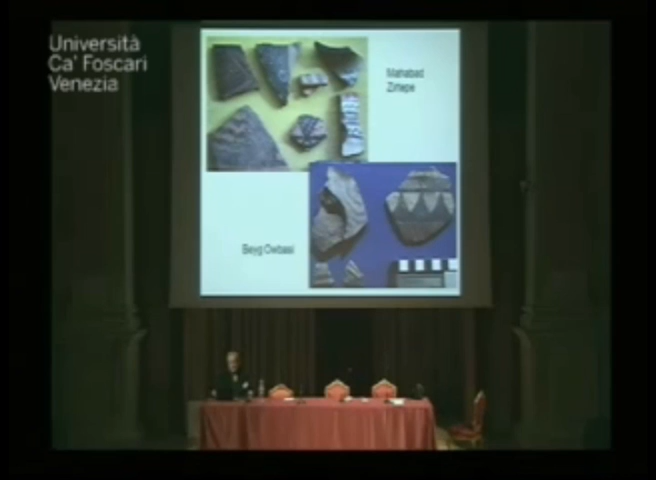 Università
Ca' Foscari
Venezia
Mahabad
Zirtepe
Beyg Owbasi